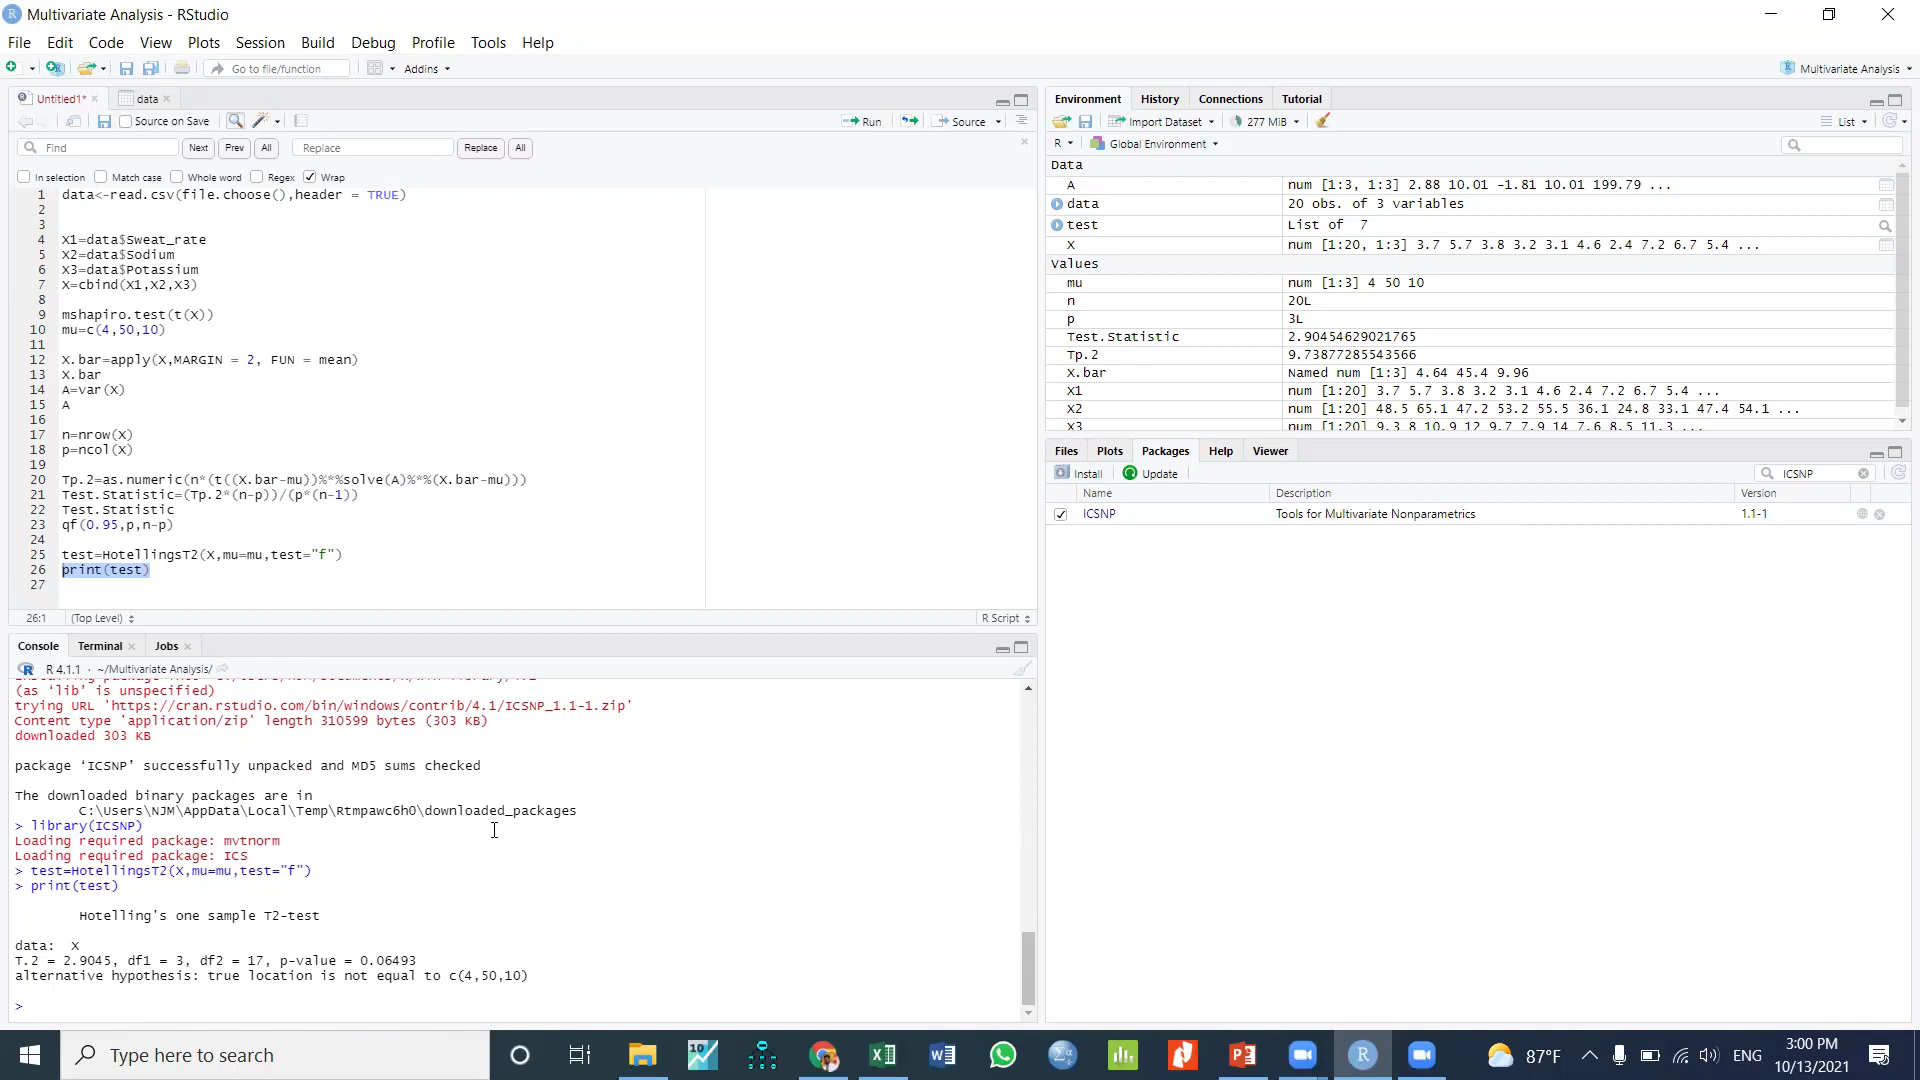 Multivariate Analysis - RStudio
File Edit Code View Plots Session Build Debug Profile Tools Help
Go to file/function Addins Multivariate Analysis
Untitled1* data
Source on Save Run Source
Find Next Prev All Replace Replace All
In selection Match case Whole word Regex Wrap
1 data<-read.csv(file.choose(),header = TRUE)
2
3
4 X1=data$Sweat_rate
5 X2=data$Sodium
6 X3=data$Potassium
7 X=cbind(X1,X2,X3)
8
9 mshapiro.test(t(X))
10 mu=c(4,50,10)
11
12 X.bar=apply(X,MARGIN = 2, FUN = mean)
13 X.bar
14 A=var(X)
15 A
16
17 n=nrow(X)
18 p=ncol(X)
19
20 Tp.2=as.numeric(n*(t((X.bar-mu))%*%solve(A)%*%(X.bar-mu)))
21 Test.Statistic=(Tp.2*(n-p))/(p*(n-1))
22 Test.Statistic
23 qf(0.95,p,n-p)
24
25 test=HotellingsT2(X,mu=mu,test="f")
26 print(test)
27
26:1 (Top Level) R Script
Console Terminal Jobs
R 4.1.1 · ~/Multivariate Analysis/
(as ‘lib’ is unspecified)
trying URL 'https://cran.rstudio.com/bin/windows/contrib/4.1/ICSNP_1.1-1.zip'
Content type 'application/zip' length 310599 bytes (303 KB)
downloaded 303 KB
package ‘ICSNP’ successfully unpacked and MD5 sums checked
The downloaded binary packages are in
C:\Users\NJM\AppData\Local\Temp\Rtmpawc6h0\downloaded_packages
> library(ICSNP)
Loading required package: mvtnorm
Loading required package: ICS
> test=HotellingsT2(X,mu=mu,test="f")
> print(test)
Hotelling's one sample T2-test
data: X
T.2 = 2.9045, df1 = 3, df2 = 17, p-value = 0.06493
alternative hypothesis: true location is not equal to c(4,50,10)
>
Environment History Connections Tutorial
Import Dataset 277 MiB List
R Global Environment
Data
A num [1:3, 1:3] 2.88 10.01 -1.81 10.01 199.79 ...
data 20 obs. of 3 variables
test List of 7
X num [1:20, 1:3] 3.7 5.7 3.8 3.2 3.1 4.6 2.4 7.2 6.7 5.4 ...
Values
mu num [1:3] 4 50 10
n 20L
p 3L
Test.Statistic 2.90454629021765
Tp.2 9.73877285543566
X.bar Named num [1:3] 4.64 45.4 9.96
X1 num [1:20] 3.7 5.7 3.8 3.2 3.1 4.6 2.4 7.2 6.7 5.4 ...
X2 num [1:20] 48.5 65.1 47.2 53.2 55.5 36.1 24.8 33.1 47.4 54.1 ...
X3 num [1:20] 9.3 8 10.9 12 9.7 7.9 14 7.6 8.5 11.3 ...
Files Plots Packages Help Viewer
Install Update ICSNP
Name Description Version
ICSNP Tools for Multivariate Nonparametrics 1.1-1
Type here to search
87°F ENG
3:00 PM
10/13/2021